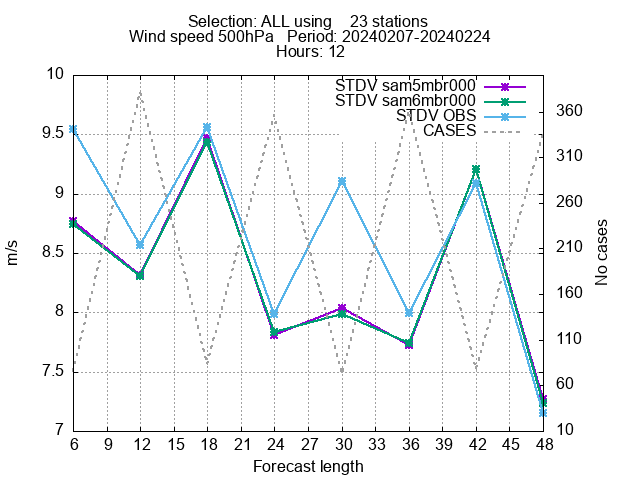 Selection: ALL using    23 stations
Wind speed 500hPa   Period: 20240207-20240224
Hours: 12
STDV sam5mbr000
STDV sam6mbr000
STDV OBS
CASES
10
9.5
9
8.5
8
7.5
7
m/s
360
310
260
210
160
110
60
10
No cases
6 9 12 15 18 21 24 27 30 33 36 39 42 45 48
Forecast length